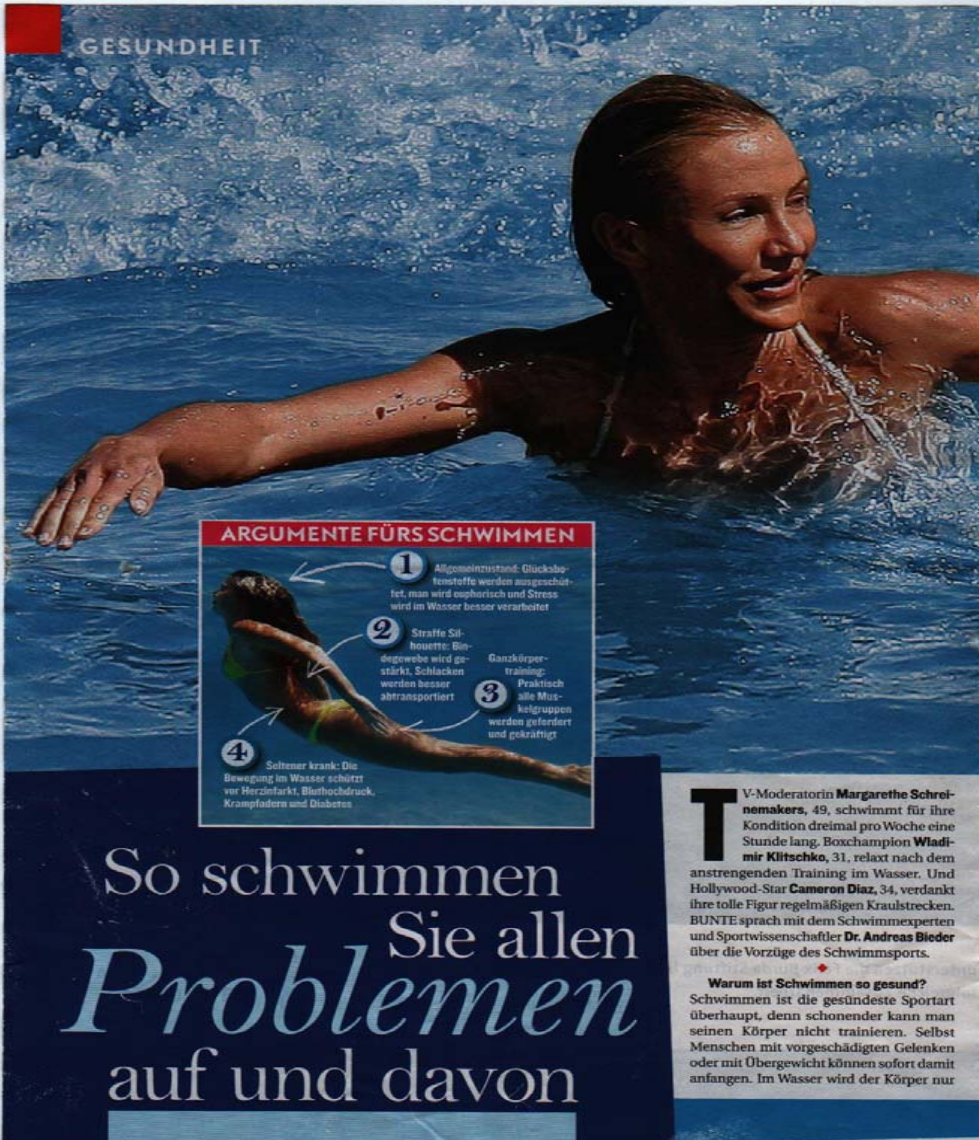 GESUNDHEIT
ARGUMENTE FÜRS SCHWIMMEN
1 Allgemeinzustand: Glücksbo-
tenstoffe werden ausgeschüt-
tet, man wird euphorisch und Stress
wird im Wasser besser verarbeitet
2 Straffe Sil-
houette: Bin-
degewebe wird ge-
stärkt, Schlacken
werden besser
abtransportiert
Ganzkörper-
training:
3 Praktisch
alle Mus-
kelgruppen
werden gefordert
und gekräftigt
4 Seltener krank: Die
Bewegung im Wasser schützt
vor Herzinfarkt, Bluthochdruck,
Krampfadern und Diabetes
So schwimmen
Sie allen
Problemen
auf und davon
TV-Moderatorin Margarethe Schrei-
nemakers, 49, schwimmt für ihre
Kondition dreimal pro Woche eine
Stunde lang. Boxchampion Wladi-
mir Klitschko, 31, relaxt nach dem
anstrengenden Training im Wasser. Und
Hollywood-Star Cameron Diaz, 34, verdankt
ihre tolle Figur regelmäßigen Kraulstrecken.
BUNTE sprach mit dem Schwimmexperten
und Sportwissenschaftler Dr. Andreas Bieder
über die Vorzüge des Schwimmsports.
Warum ist Schwimmen so gesund?
Schwimmen ist die gesündeste Sportart
überhaupt, denn schonender kann man
seinen Körper nicht trainieren. Selbst
Menschen mit vorgeschädigten Gelenken
oder mit Übergewicht können sofort damit
anfangen. Im Wasser wird der Körper nur